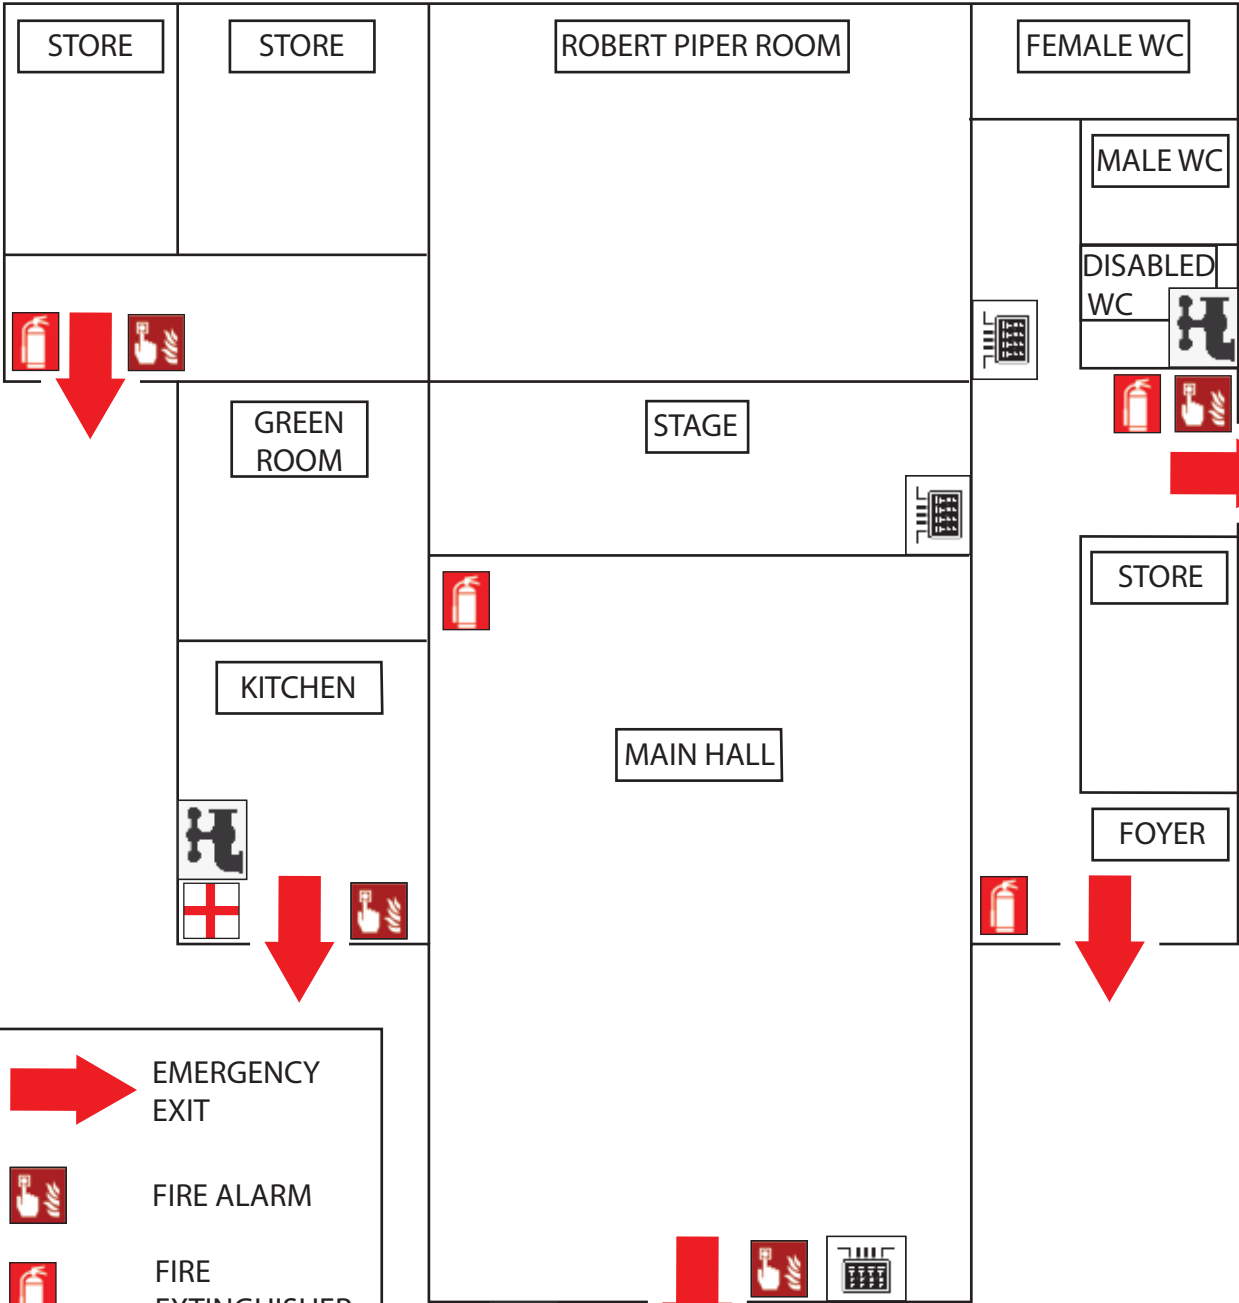 STORE
STORE
ROBERT PIPER ROOM
FEMALE WC
MALE WC
DISABLED
WC
GREEN
ROOM
STAGE
STORE
KITCHEN
MAIN HALL
FOYER
EMERGENCY
EXIT
FIRE ALARM
FIRE
EXTINGUISHER